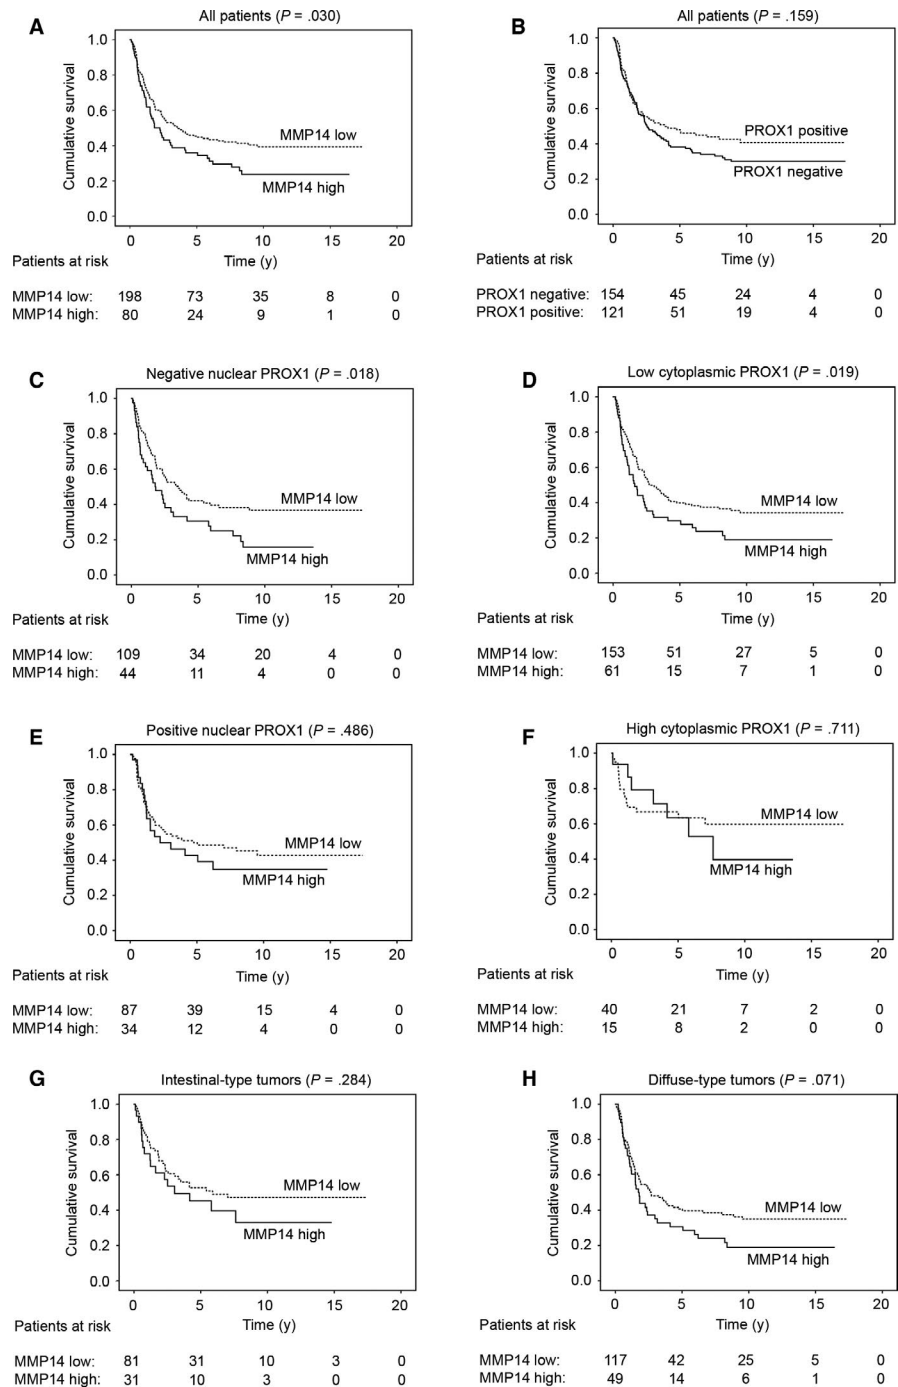 A
All patients (P = .030)
Cumulative survival
1.0
0.8
0.6
0.4
0.2
0.0
MMP14 low
MMP14 high
0 5 10 15 20
Patients at risk
Time (y)
MMP14 low: 198 73 35 8 0
MMP14 high: 80 24 9 1 0
B
All patients (P = .159)
Cumulative survival
1.0
0.8
0.6
0.4
0.2
0.0
PROX1 positive
PROX1 negative
0 5 10 15 20
Patients at risk
Time (y)
PROX1 negative: 154 45 24 4 0
PROX1 positive: 121 51 19 4 0
C
Negative nuclear PROX1 (P = .018)
Cumulative survival
1.0
0.8
0.6
0.4
0.2
0.0
MMP14 low
MMP14 high
0 5 10 15 20
Patients at risk
Time (y)
MMP14 low: 109 34 20 4 0
MMP14 high: 44 11 4 0 0
D
Low cytoplasmic PROX1 (P = .019)
Cumulative survival
1.0
0.8
0.6
0.4
0.2
0.0
MMP14 low
MMP14 high
0 5 10 15 20
Patients at risk
Time (y)
MMP14 low: 153 51 27 5 0
MMP14 high: 61 15 7 1 0
E
Positive nuclear PROX1 (P = .486)
Cumulative survival
1.0
0.8
0.6
0.4
0.2
0.0
MMP14 low
MMP14 high
0 5 10 15 20
Patients at risk
Time (y)
MMP14 low: 87 39 15 4 0
MMP14 high: 34 12 4 0 0
F
High cytoplasmic PROX1 (P = .711)
Cumulative survival
1.0
0.8
0.6
0.4
0.2
0.0
MMP14 low
MMP14 high
0 5 10 15 20
Patients at risk
Time (y)
MMP14 low: 40 21 7 2 0
MMP14 high: 15 8 2 0 0
G
Intestinal-type tumors (P = .284)
Cumulative survival
1.0
0.8
0.6
0.4
0.2
0.0
MMP14 low
MMP14 high
0 5 10 15 20
Patients at risk
Time (y)
MMP14 low: 81 31 10 3 0
MMP14 high: 31 10 3 0 0
H
Diffuse-type tumors (P = .071)
Cumulative survival
1.0
0.8
0.6
0.4
0.2
0.0
MMP14 low
MMP14 high
0 5 10 15 20
Patients at risk
Time (y)
MMP14 low: 117 42 25 5 0
MMP14 high: 49 14 6 1 0